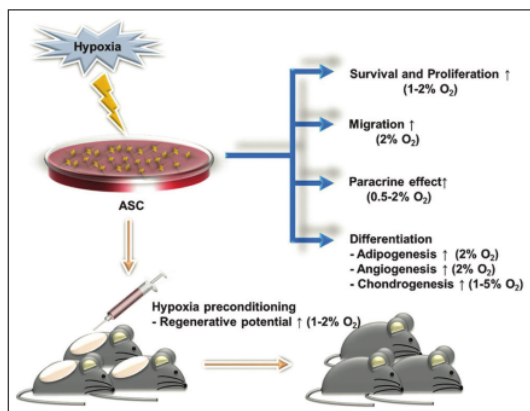 Hypoxia
Survival and Proliferation ↑
(1-2% O₂)
Migration ↑
(2% O₂)
Paracrine effect↑
(0.5-2% O₂)
ASC
Differentiation
- Adipogenesis ↑ (2% O₂)
- Angiogenesis ↑ (2% O₂)
- Chondrogenesis ↑ (1-5% O₂)
Hypoxia preconditioning
- Regenerative potential ↑ (1-2% O₂)